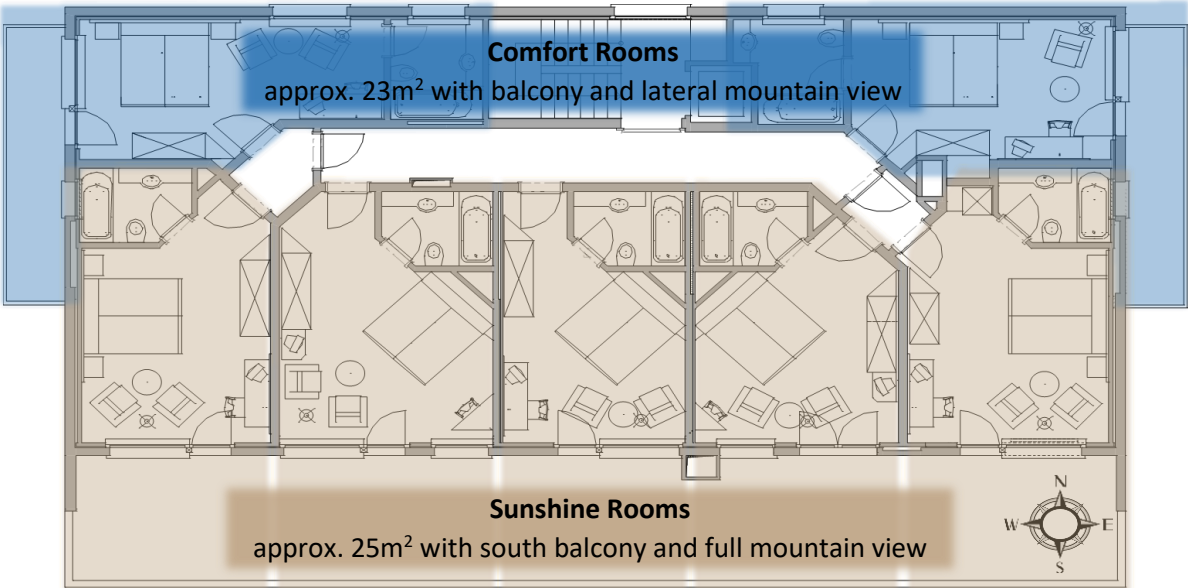 Comfort Rooms
approx. 23m² with balcony and lateral mountain view
Sunshine Rooms
approx. 25m² with south balcony and full mountain view
N
W E
S